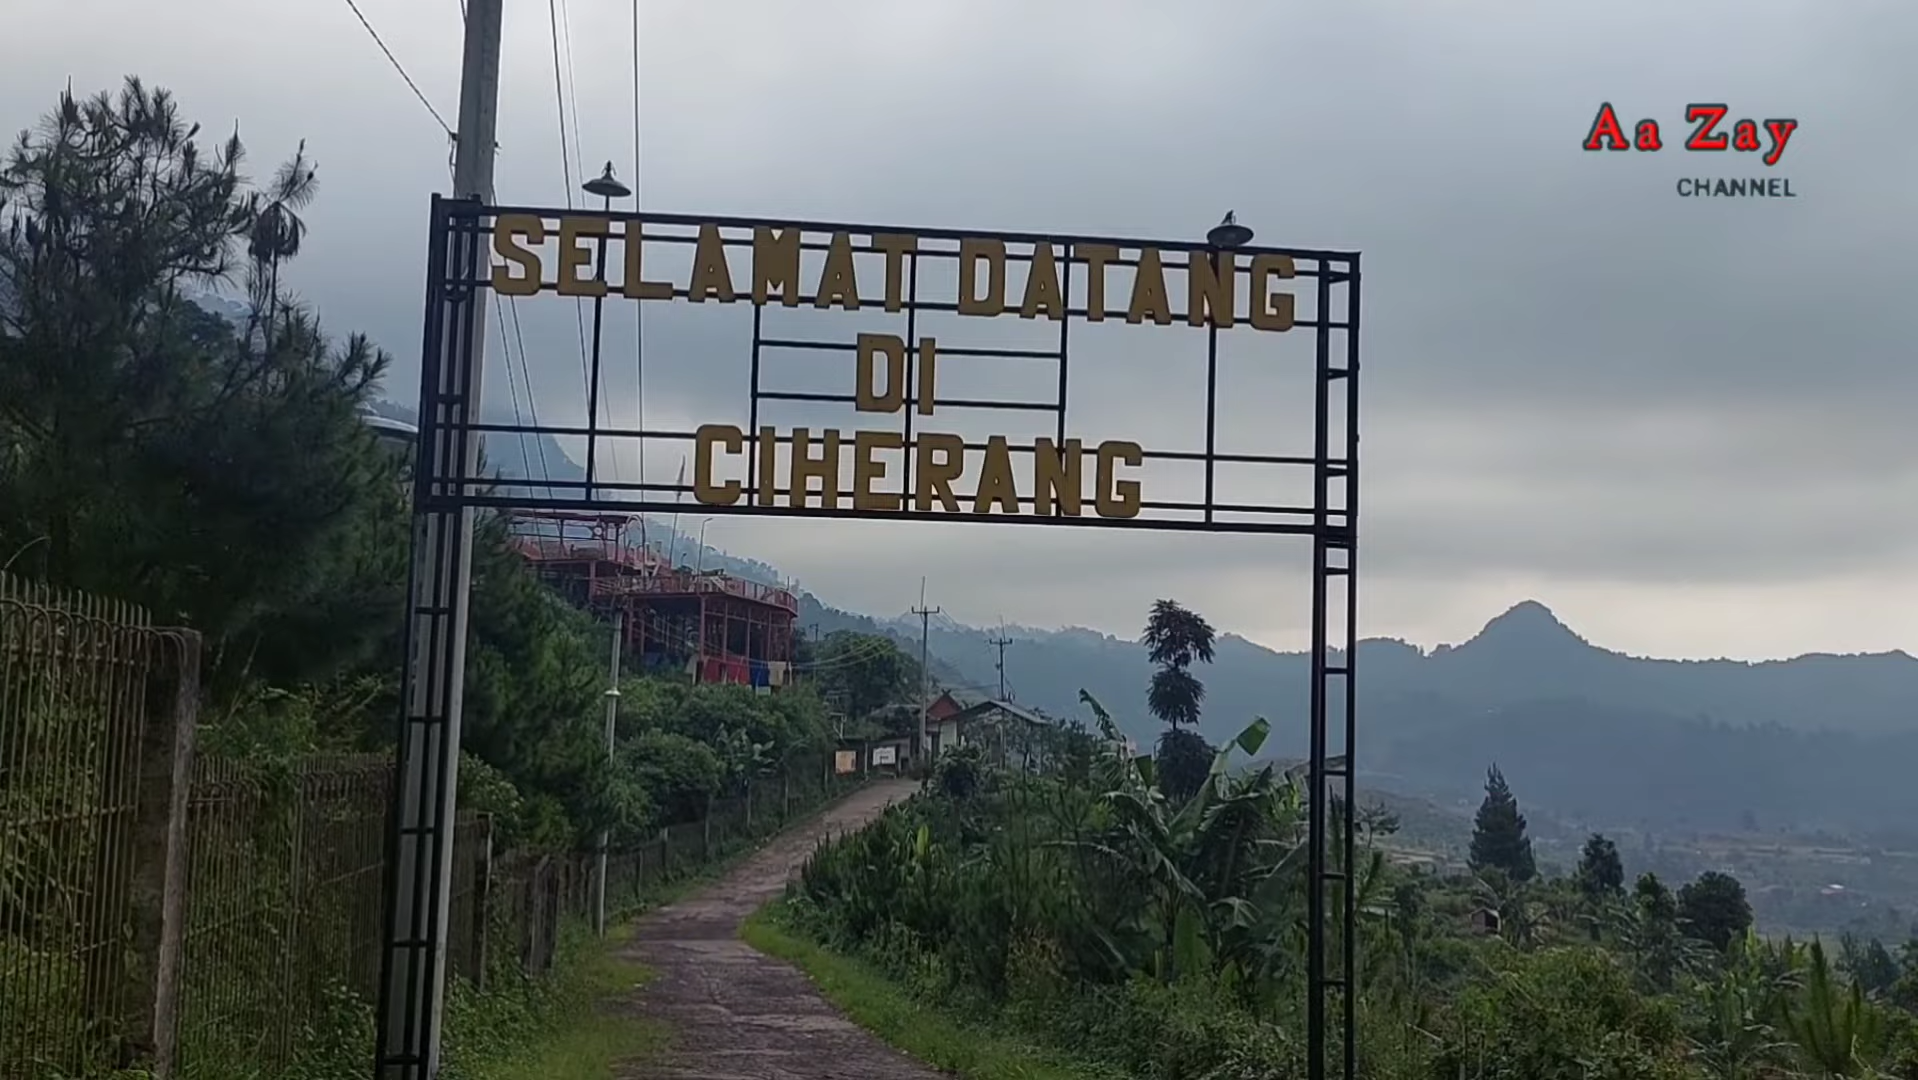 Aa Zay
CHANNEL
SELAMAT DATANG
DI
CIHERANG